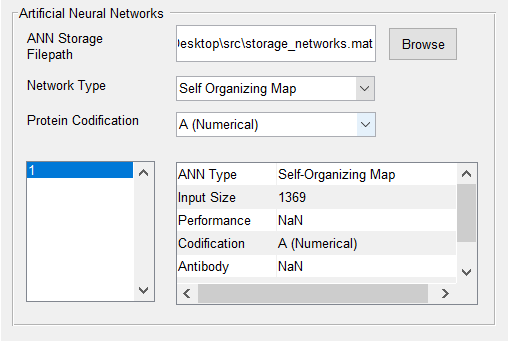 Artificial Neural Networks
ANN Storage
Filepath
Desktop\src\storage_networks.mat
Browse
Network Type
Self Organizing Map
Protein Codification
A (Numerical)
1
ANN Type Self-Organizing Map
Input Size 1369
Performance NaN
Codification A (Numerical)
Antibody NaN